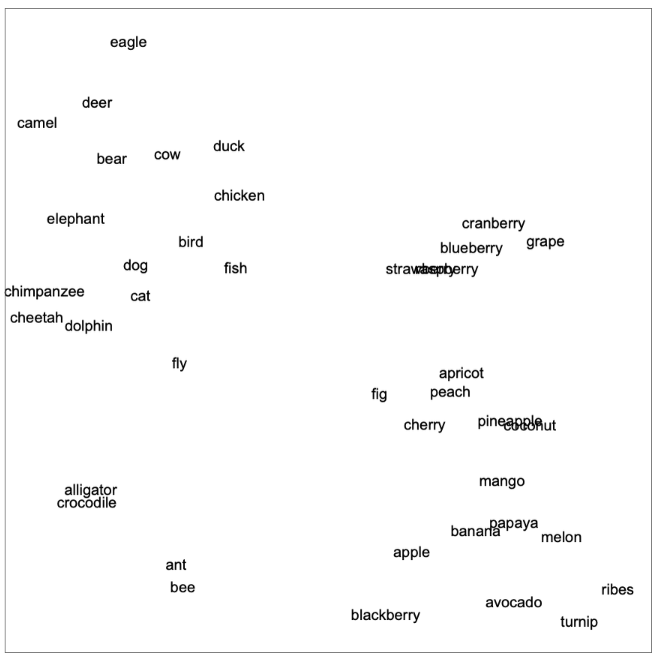 eagle
deer
camel
duck
cow
bear
chicken
elephant
cranberry
bird
grape
blueberry
dog
fish
strawberry
raspberry
chimpanzee
cat
cheetah
dolphin
fly
apricot
peach
fig
pineapple
cherry
coconut
mango
alligator
crocodile
papaya
banana
melon
apple
ant
bee
ribes
avocado
blackberry
turnip